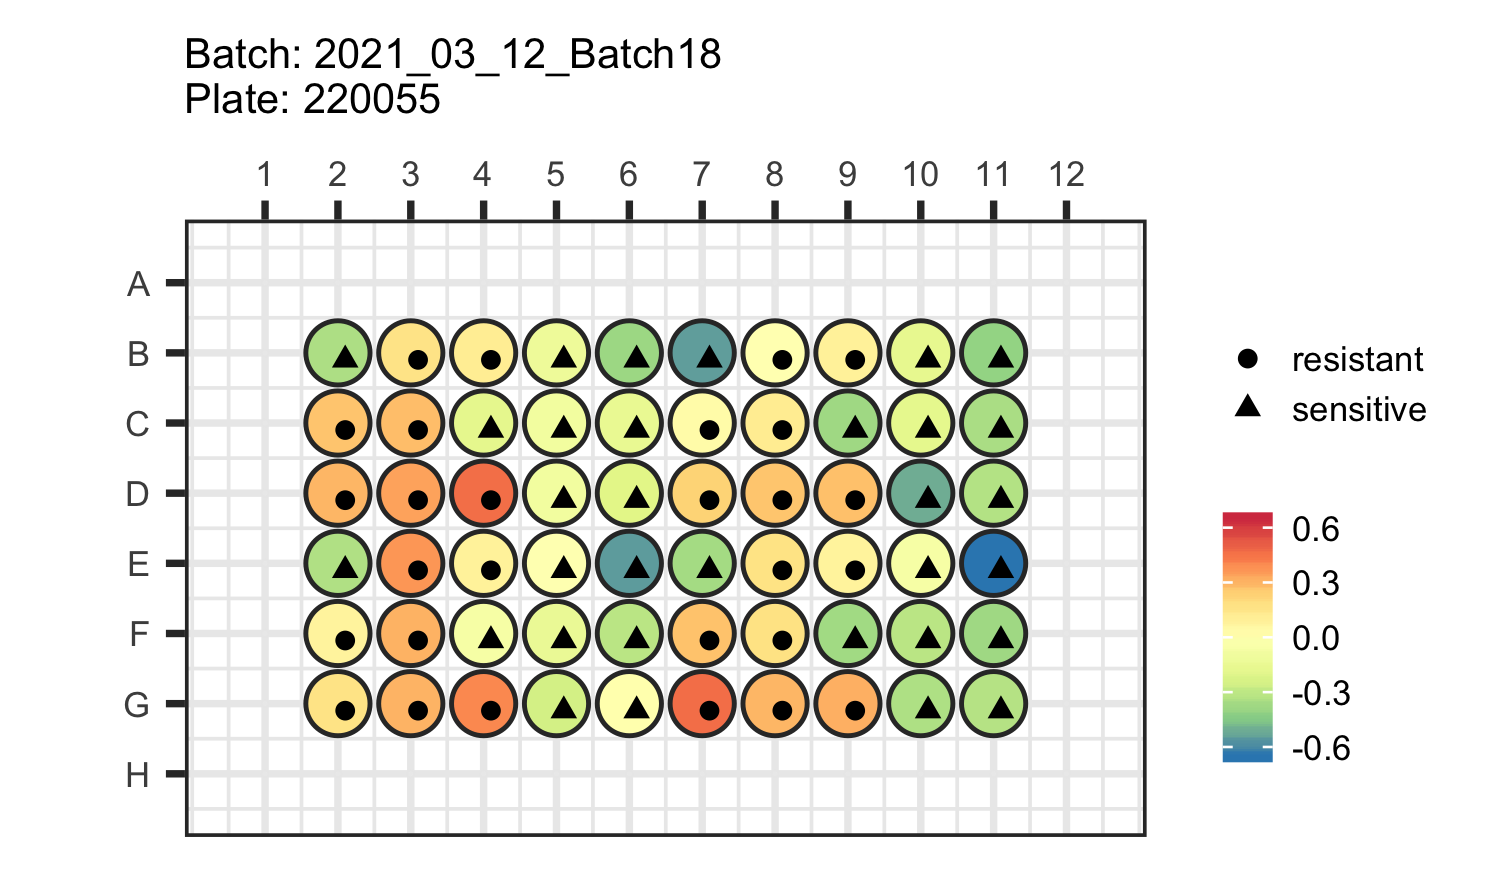 Batch: 2021_03_12_Batch18
Plate: 220055
1 2 3 4 5 6 7 8 9 10 11 12
A
B
C
D
E
F
G
H
resistant
sensitive
0.6
0.3
0.0
-0.3
-0.6